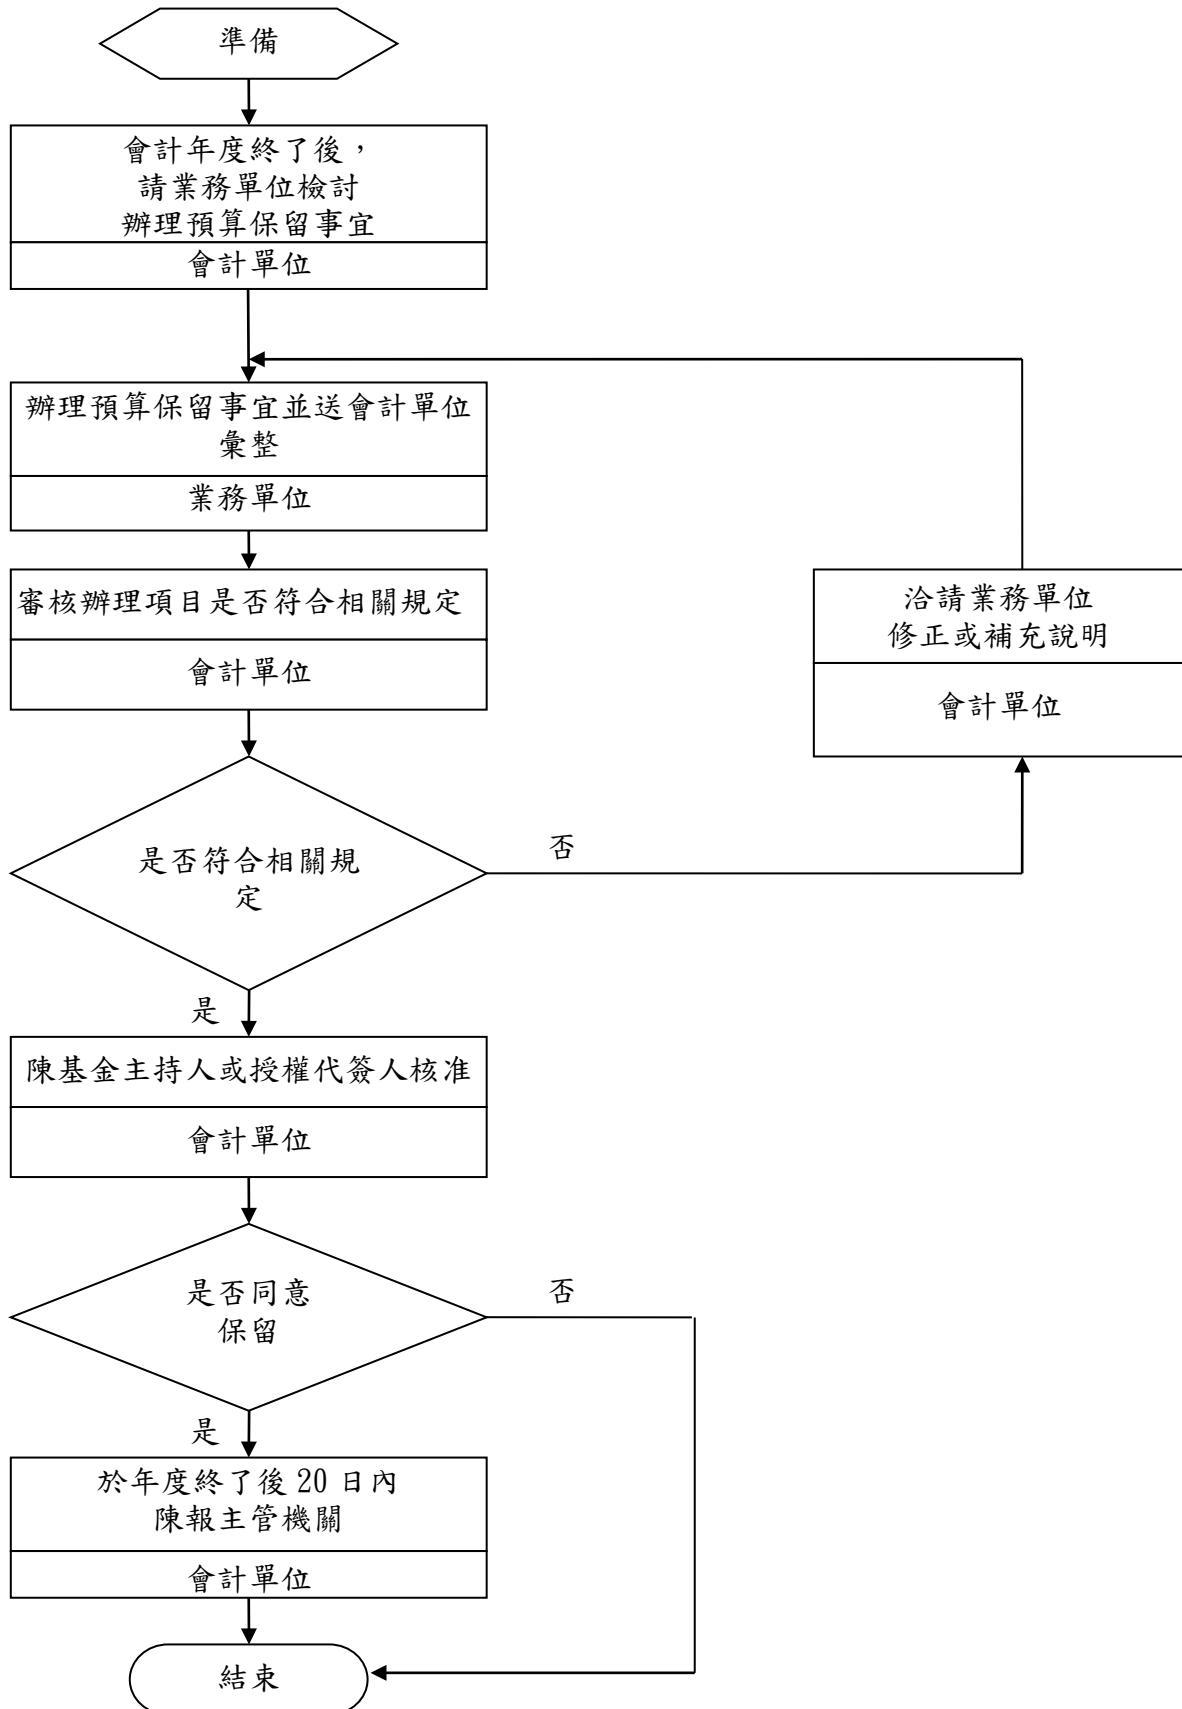 準備
會計年度終了後，
請業務單位檢討
辦理預算保留事宜
會計單位
辦理預算保留事宜並送會計單位
彙整
業務單位
審核辦理項目是否符合相關規定
會計單位
洽請業務單位
修正或補充說明
會計單位
是否符合相關規
定
否
是
陳基金主持人或授權代簽人核准
會計單位
是否同意
保留
否
是
於年度終了後 20 日內
陳報主管機關
會計單位
結束